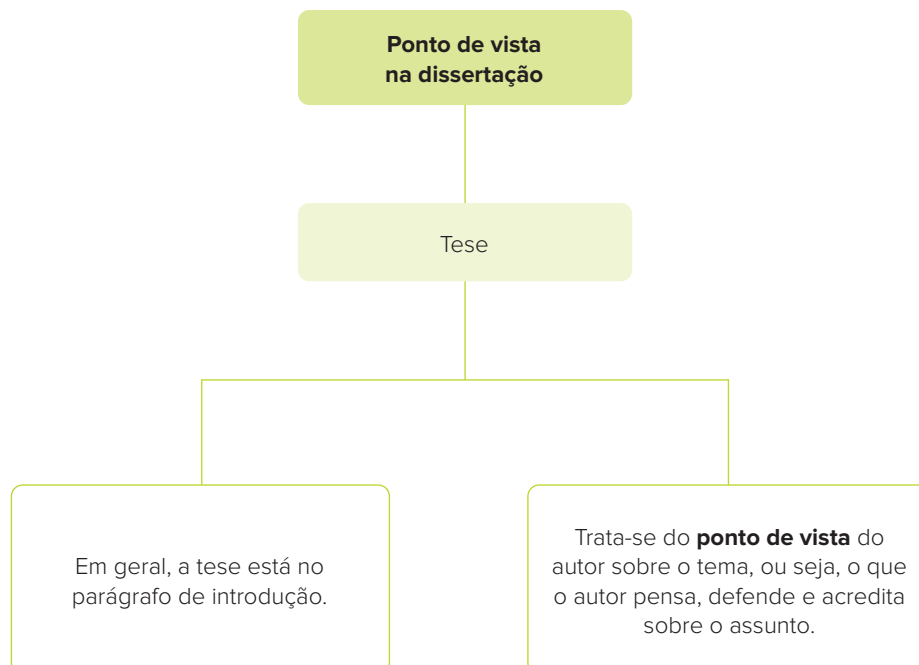 Ponto de vista
na dissertação
Tese
Em geral, a tese está no
parágrafo de introdução.
Trata-se do ponto de vista do
autor sobre o tema, ou seja, o que
o autor pensa, defende e acredita
sobre o assunto.